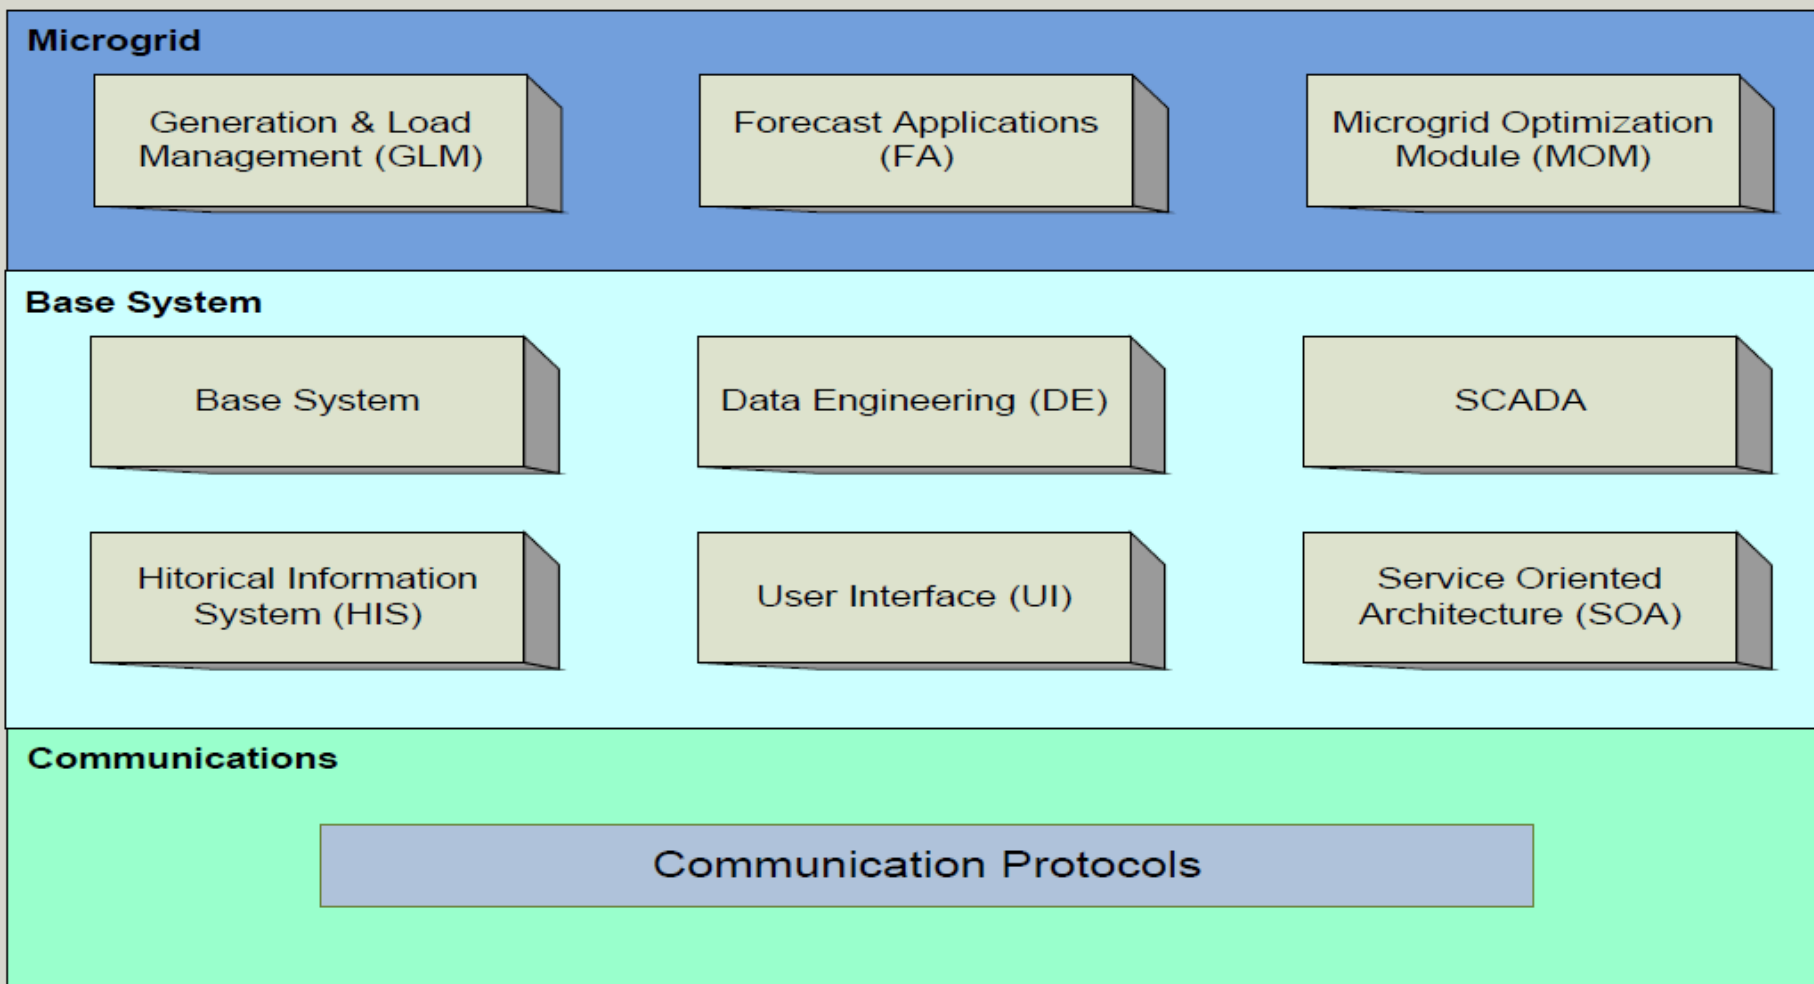 Microgrid
Generation & Load
Management (GLM)
Forecast Applications
(FA)
Microgrid Optimization
Module (MOM)
Base System
Base System
Data Engineering (DE)
SCADA
Hitorical Information
System (HIS)
User Interface (UI)
Service Oriented
Architecture (SOA)
Communications
Communication Protocols